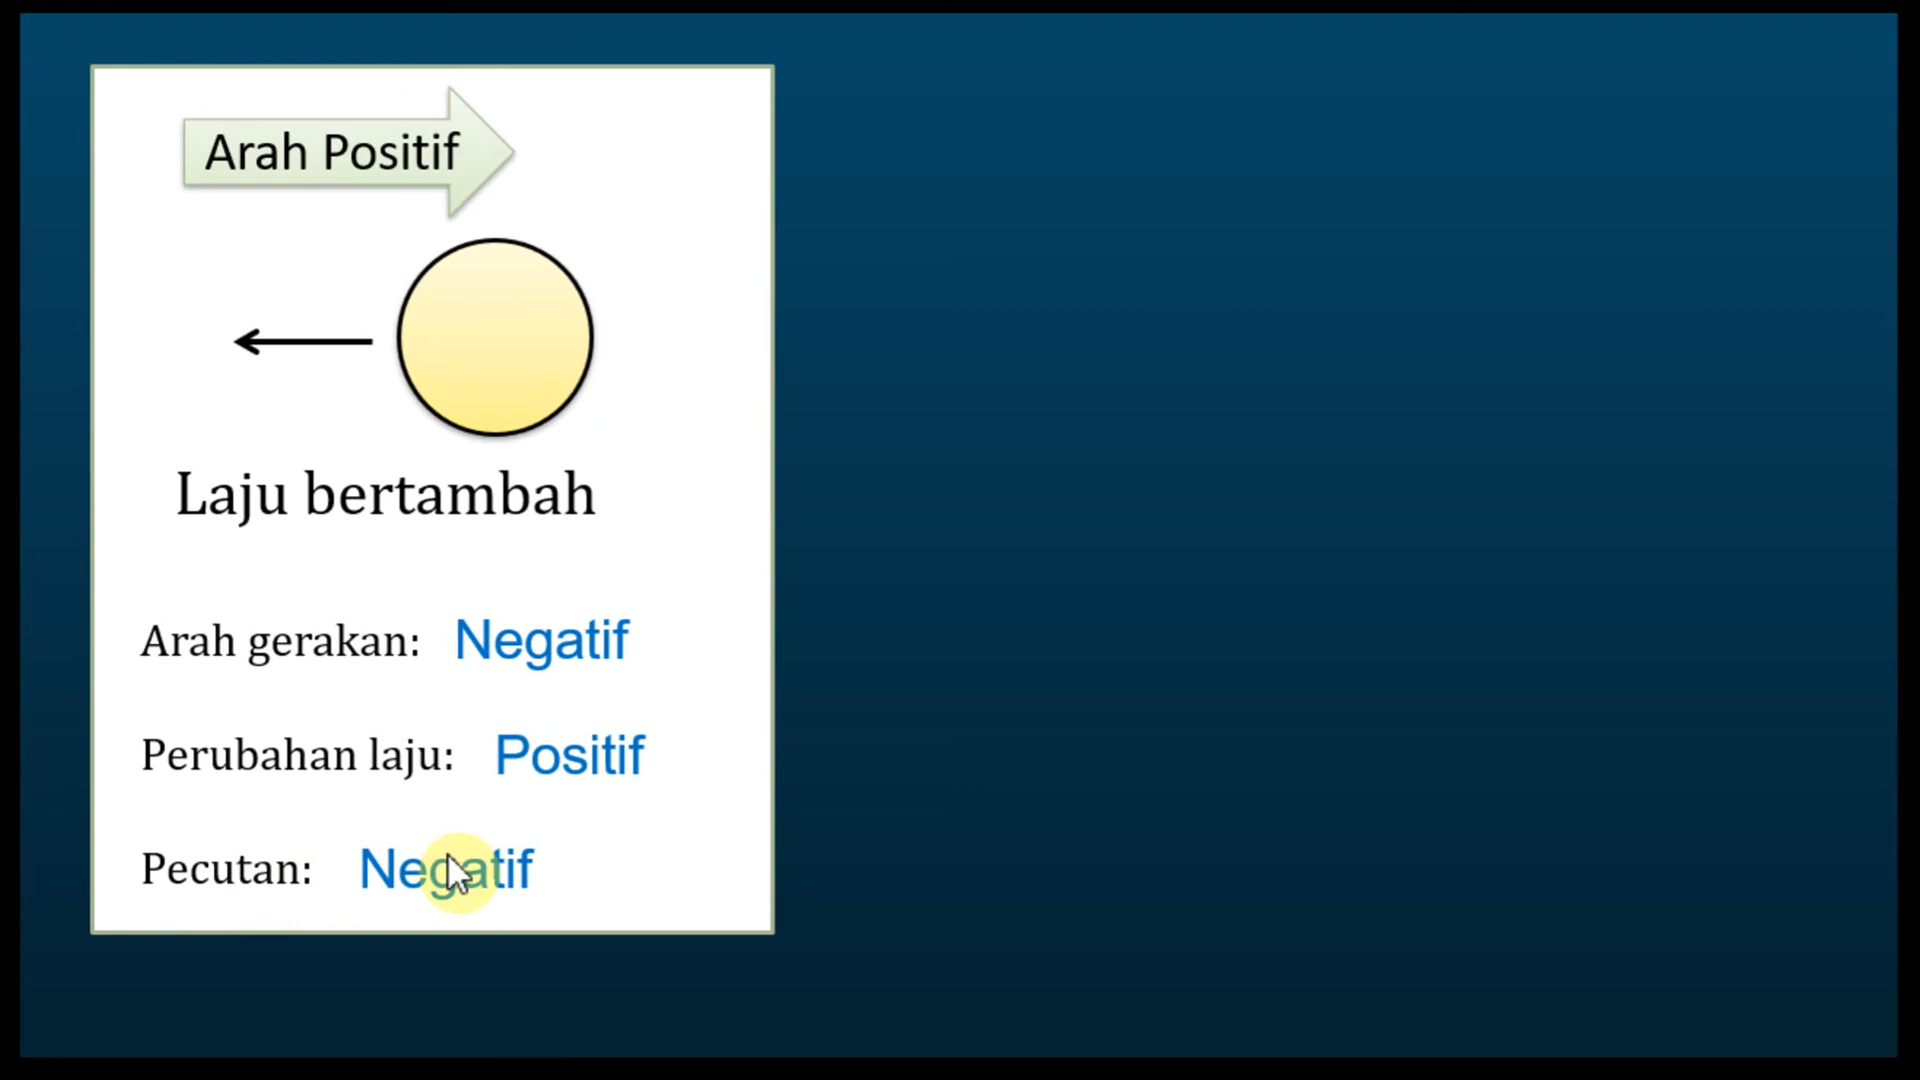 Arah Positif
Laju bertambah
Arah gerakan: Negatif
Perubahan laju: Positif
Pecutan: Negatif